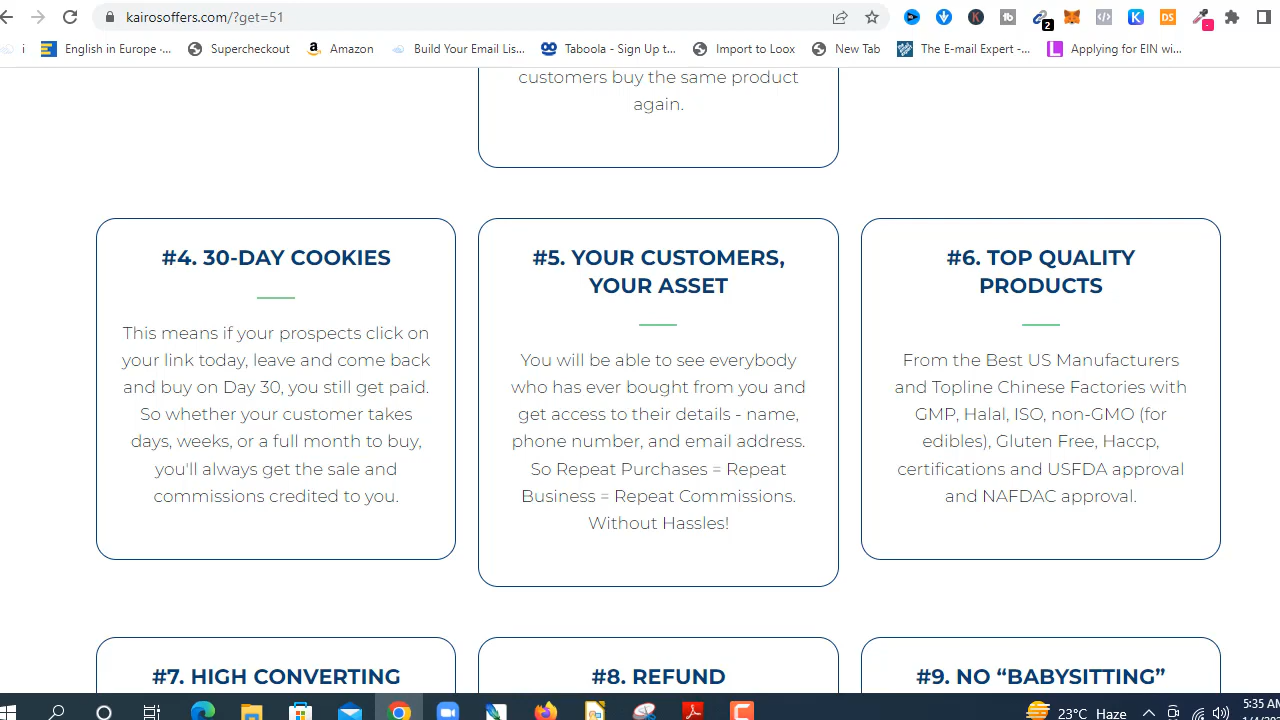 kairosoffers.com/?get=51
English in Europe -...
Supercheckout
Amazon
Build Your Email Lis...
Taboola - Sign Up t...
Import to Look
New Tab
The E-mail Expert -...
Applying for EIN wi...
customers buy the same product
again.
#4. 30-DAY COOKIES
This means if your prospects click on
your link today, leave and come back
and buy on Day 30, you still get paid.
So whether your customer takes
days, weeks, or a full month to buy,
you'll always get the sale and
commissions credited to you.
#5. YOUR CUSTOMERS,
YOUR ASSET
You will be able to see everybody
who has ever bought from you and
get access to their details - name,
phone number, and email address.
So Repeat Purchases = Repeat
Business = Repeat Commissions.
Without Hassles!
#6. TOP QUALITY
PRODUCTS
From the Best US Manufacturers
and Topline Chinese Factories with
GMP, Halal, ISO, non-GMO (for
edibles), Gluten Free, Haccp,
certifications and USFDA approval
and NAFDAC approval.
#7. HIGH CONVERTING
#8. REFUND
#9. NO “BABYSITTING”
23°C Haze
5:35 AM